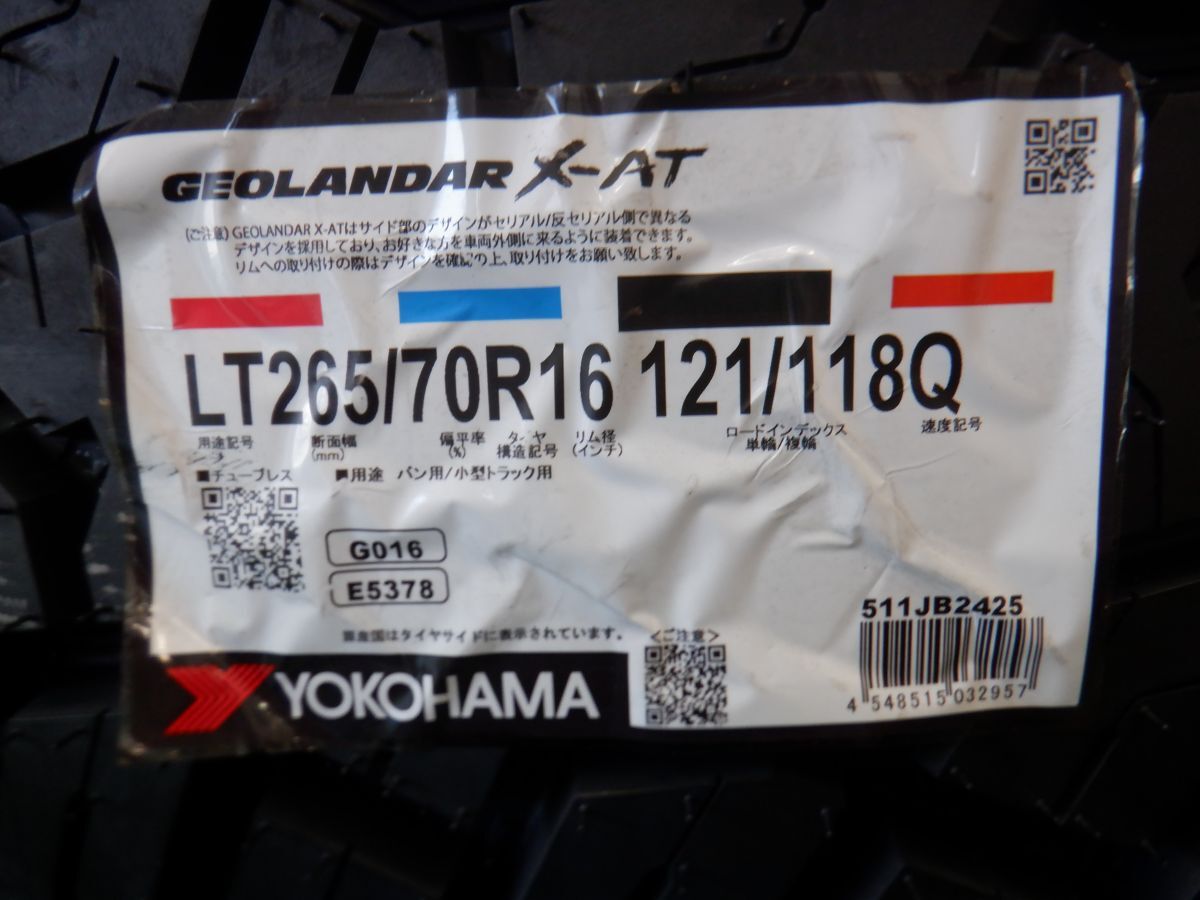 GEOLANDAR X-AT
(ご注意) GEOLANDAR X-ATはサイド部のデザインがセリアル/反セリアル側で異なる
デザインを採用しており、お好きな方を車両外側に来るように装着できます。
リムへの取り付けの際はデザインを確認の上、取り付けをお願い致します。
LT265/70R16 121/118Q
用途記号 断面幅 偏平率 タイヤ リム径 ロードインデックス 速度記号
(mm) (%) 構造記号 (インチ) 単輪/複輪
■チューブレス ■用途 バン用/小型トラック用
G016
E5378
511JB2425
原産国はタイヤサイドに表示されています。 <ご注意>
YOKOHAMA
4 548515 032957